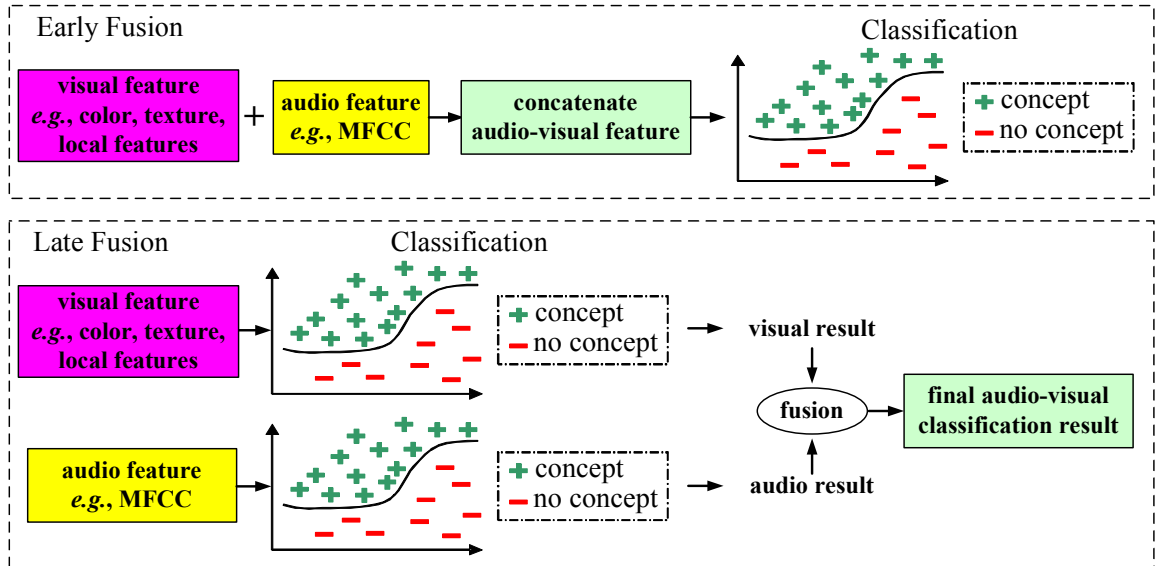 Early Fusion
Classification
visual feature
e.g., color, texture,
local features
+
audio feature
e.g., MFCC
concatenate
audio-visual feature
concept
no concept
Late Fusion
Classification
visual feature
e.g., color, texture,
local features
concept
no concept
visual result
fusion
final audio-visual
classification result
audio feature
e.g., MFCC
concept
no concept
audio result